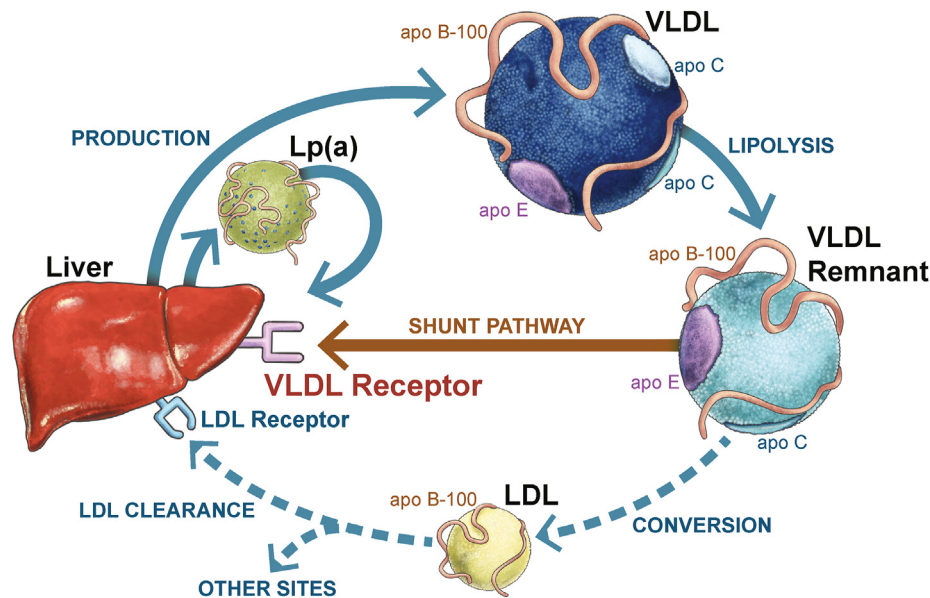 apo B-100
VLDL
apo C
PRODUCTION
Lp(a)
LIPOLYSIS
apo C
apo E
apo B-100
VLDL
Remnant
Liver
SHUNT PATHWAY
apo E
VLDL Receptor
LDL Receptor
apo C
apo B-100
LDL
LDL CLEARANCE
CONVERSION
OTHER SITES